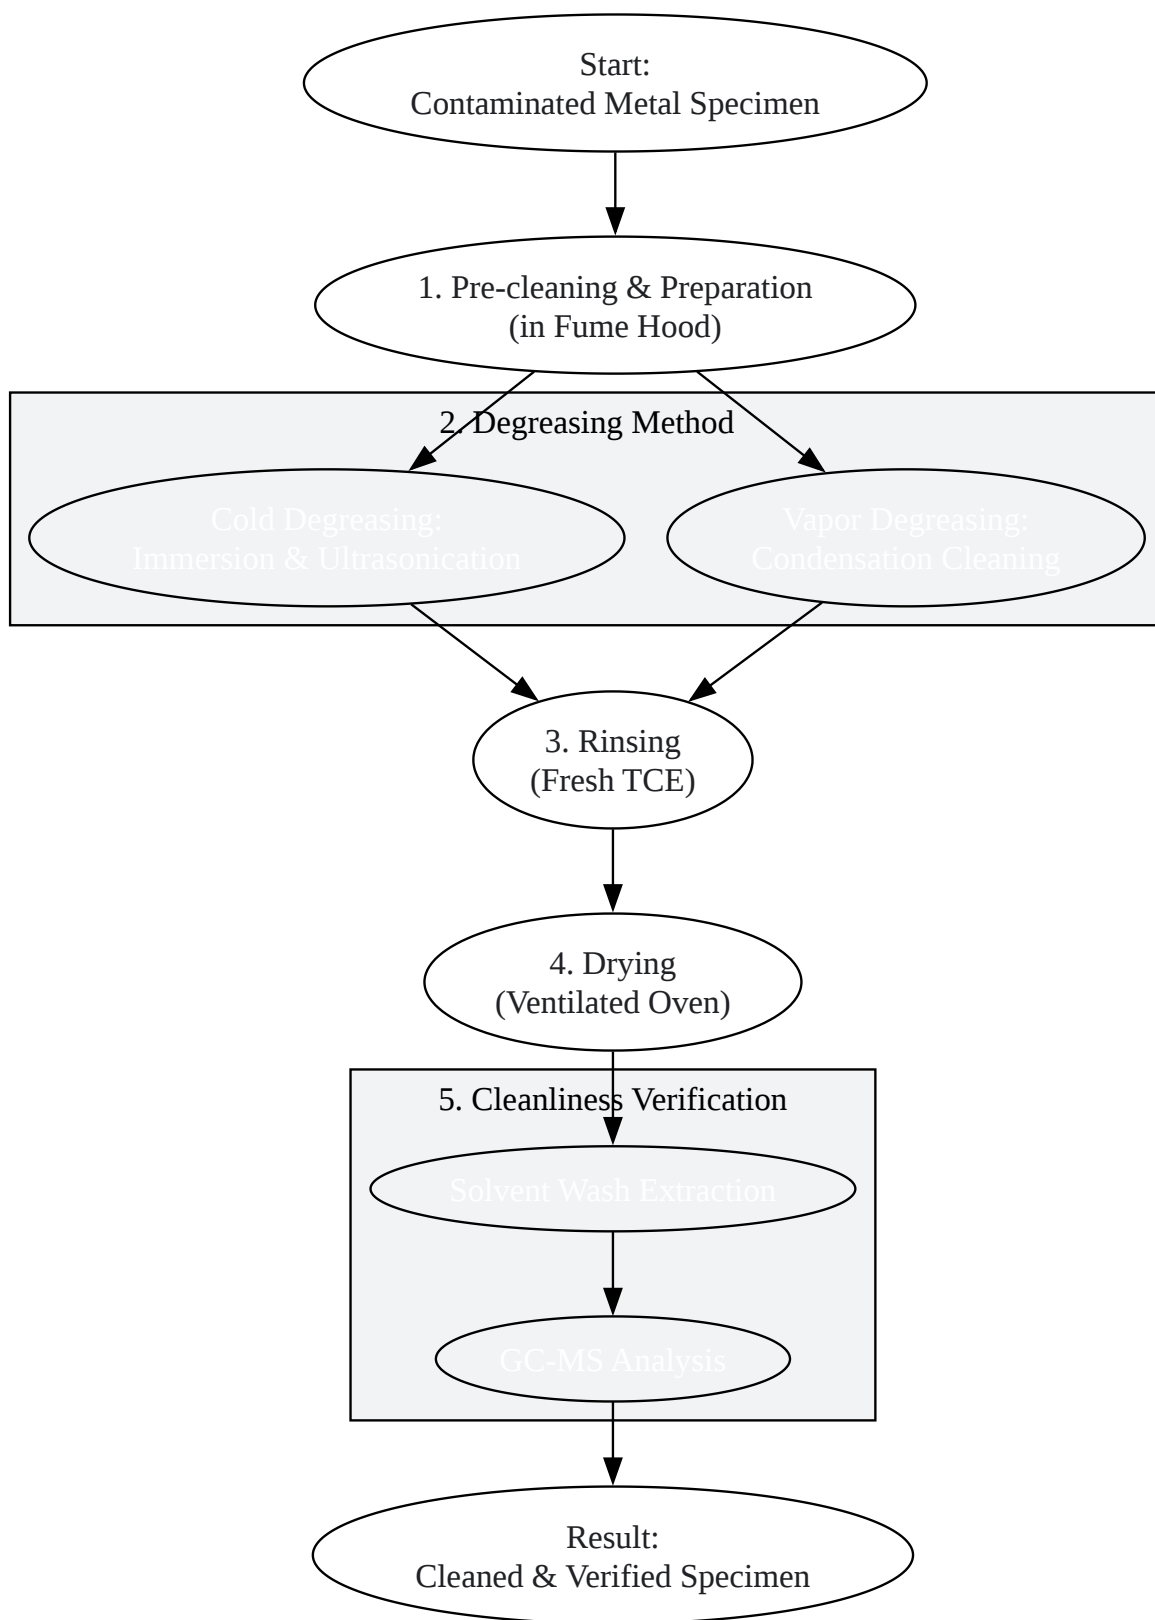 Start:
Contaminated Metal Specimen
1. Pre-cleaning & Preparation
(in Fume Hood)
2. Degreasing Method
Cold Degreasing:
Immersion & Ultrasonication
Vapor Degreasing:
Condensation Cleaning
3. Rinsing
(Fresh TCE)
4. Drying
(Ventilated Oven)
5. Cleanliness Verification
Solvent Wash Extraction
GC-MS Analysis
Result:
Cleaned & Verified Specimen